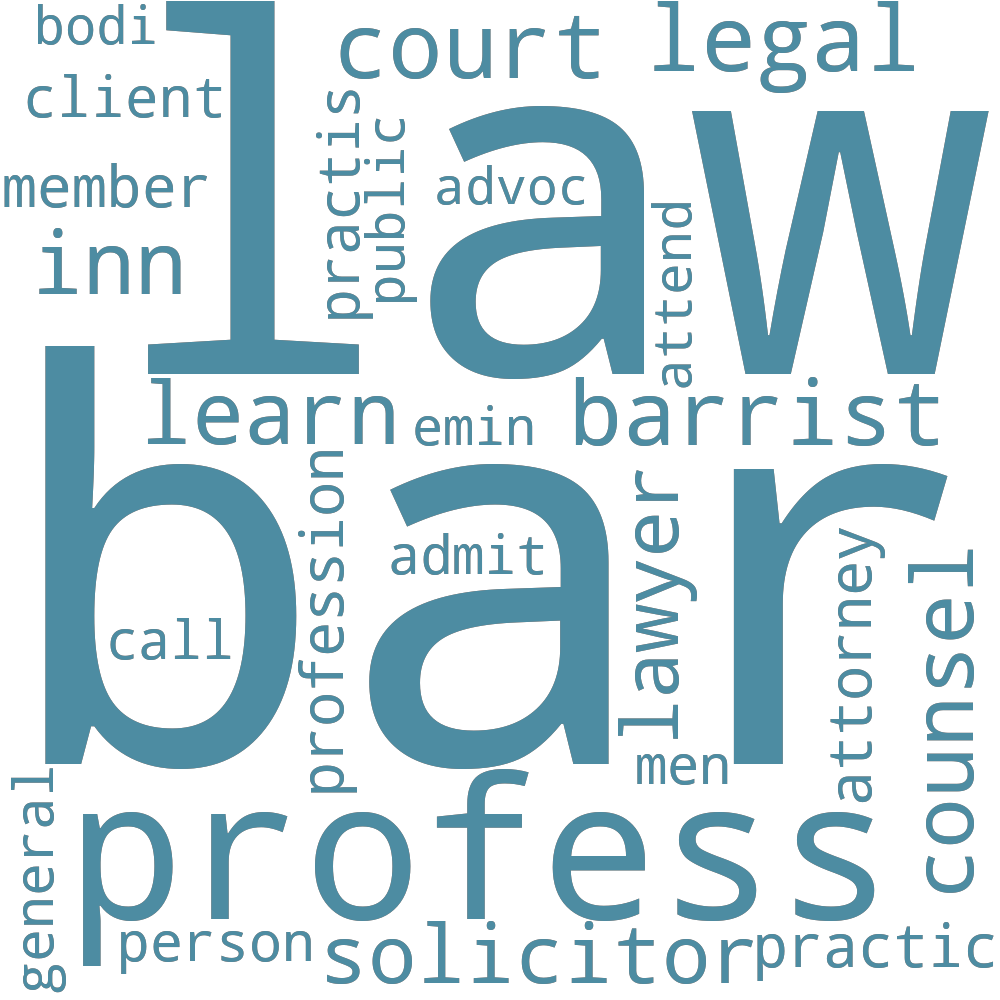 bodi
court
legal
client
law
practis
public
member
advoc
attend
inn
learn
emin
barrist
bar
profession
lawyer
admit
attorney
counsel
call
men
general
profess
person
solicitor
practic